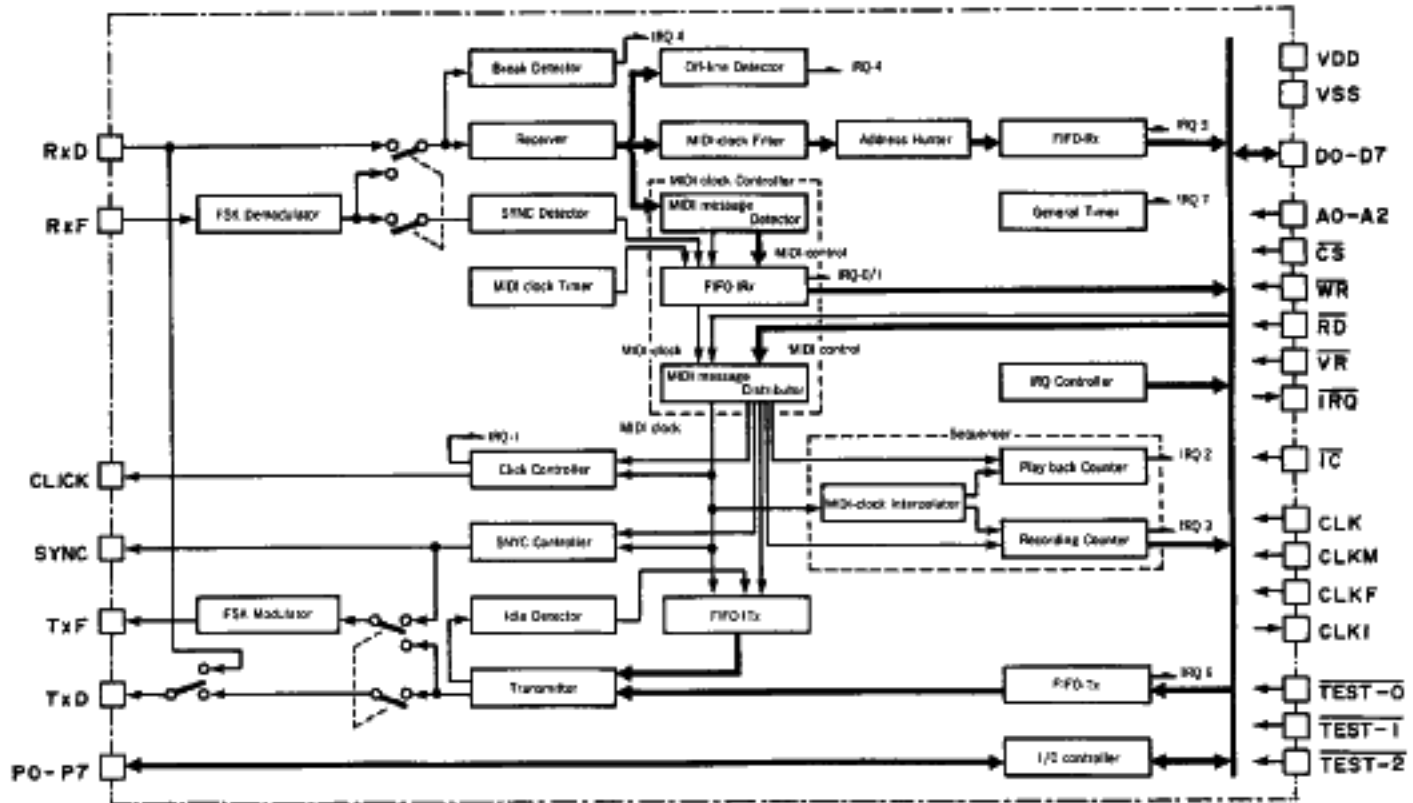 IRQ 4
Break Detector
Off-line Detector
IRQ-4
VDD
VSS
RxD
Receiver
MIDI-clock Filter
Address Hunter
FIFO-Rx
IRQ 5
D0-D7
MIDI clock Controller
RxF
FSK Demodulator
SYNC Detector
MIDI message
Detector
General Timer
IRQ 7
A0-A2
CS
MIDI control
MIDI clock Timer
FIFO-IRx
IRQ-0/1
WR
RD
MIDI-clock
MIDI control
VR
MIDI message
Distributor
IRQ Controller
IRQ
MIDI clock
Sequencer
IRQ-1
CLICK
Click Controller
Play back Counter
IRQ 2
IC
MIDI-clock Intercolator
CLK
SYNC
SNYC Controller
Recording Counter
IRQ 3
CLKM
CLKF
TxF
FSK Modulator
Idle Detector
FIFO-ITx
CLKI
TxD
Transmitter
FIFO-Tx
IRQ 6
TEST-0
TEST-1
P0-P7
I/O controller
TEST-2